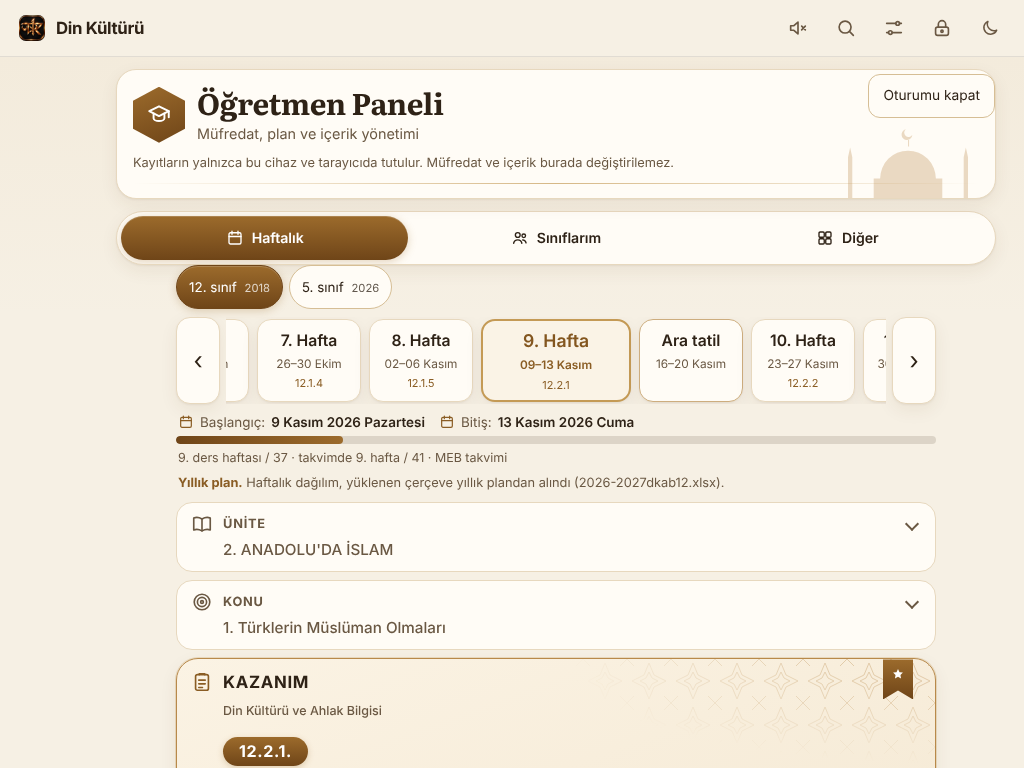 Din Kültürü
Öğretmen Paneli
Müfredat, plan ve içerik yönetimi
Kayıtların yalnızca bu cihaz ve tarayıcıda tutulur. Müfredat ve içerik burada değiştirilemez.
Oturumu kapat
Haftalık
Sınıflarım
Diğer
12. sınıf 2018
5. sınıf 2026
7. Hafta
26–30 Ekim
12.1.4
8. Hafta
02–06 Kasım
12.1.5
9. Hafta
09–13 Kasım
12.2.1
Ara tatil
16–20 Kasım
10. Hafta
23–27 Kasım
12.2.2
Başlangıç: 9 Kasım 2026 Pazartesi Bitiş: 13 Kasım 2026 Cuma
9. ders haftası / 37 · takvimde 9. hafta / 41 · MEB takvimi
Yıllık plan. Haftalık dağılım, yüklenen çerçeve yıllık plandan alındı (2026-2027dkab12.xlsx).
ÜNİTE
2. ANADOLU'DA İSLAM
KONU
1. Türklerin Müslüman Olmaları
KAZANIM
Din Kültürü ve Ahlak Bilgisi
12.2.1.